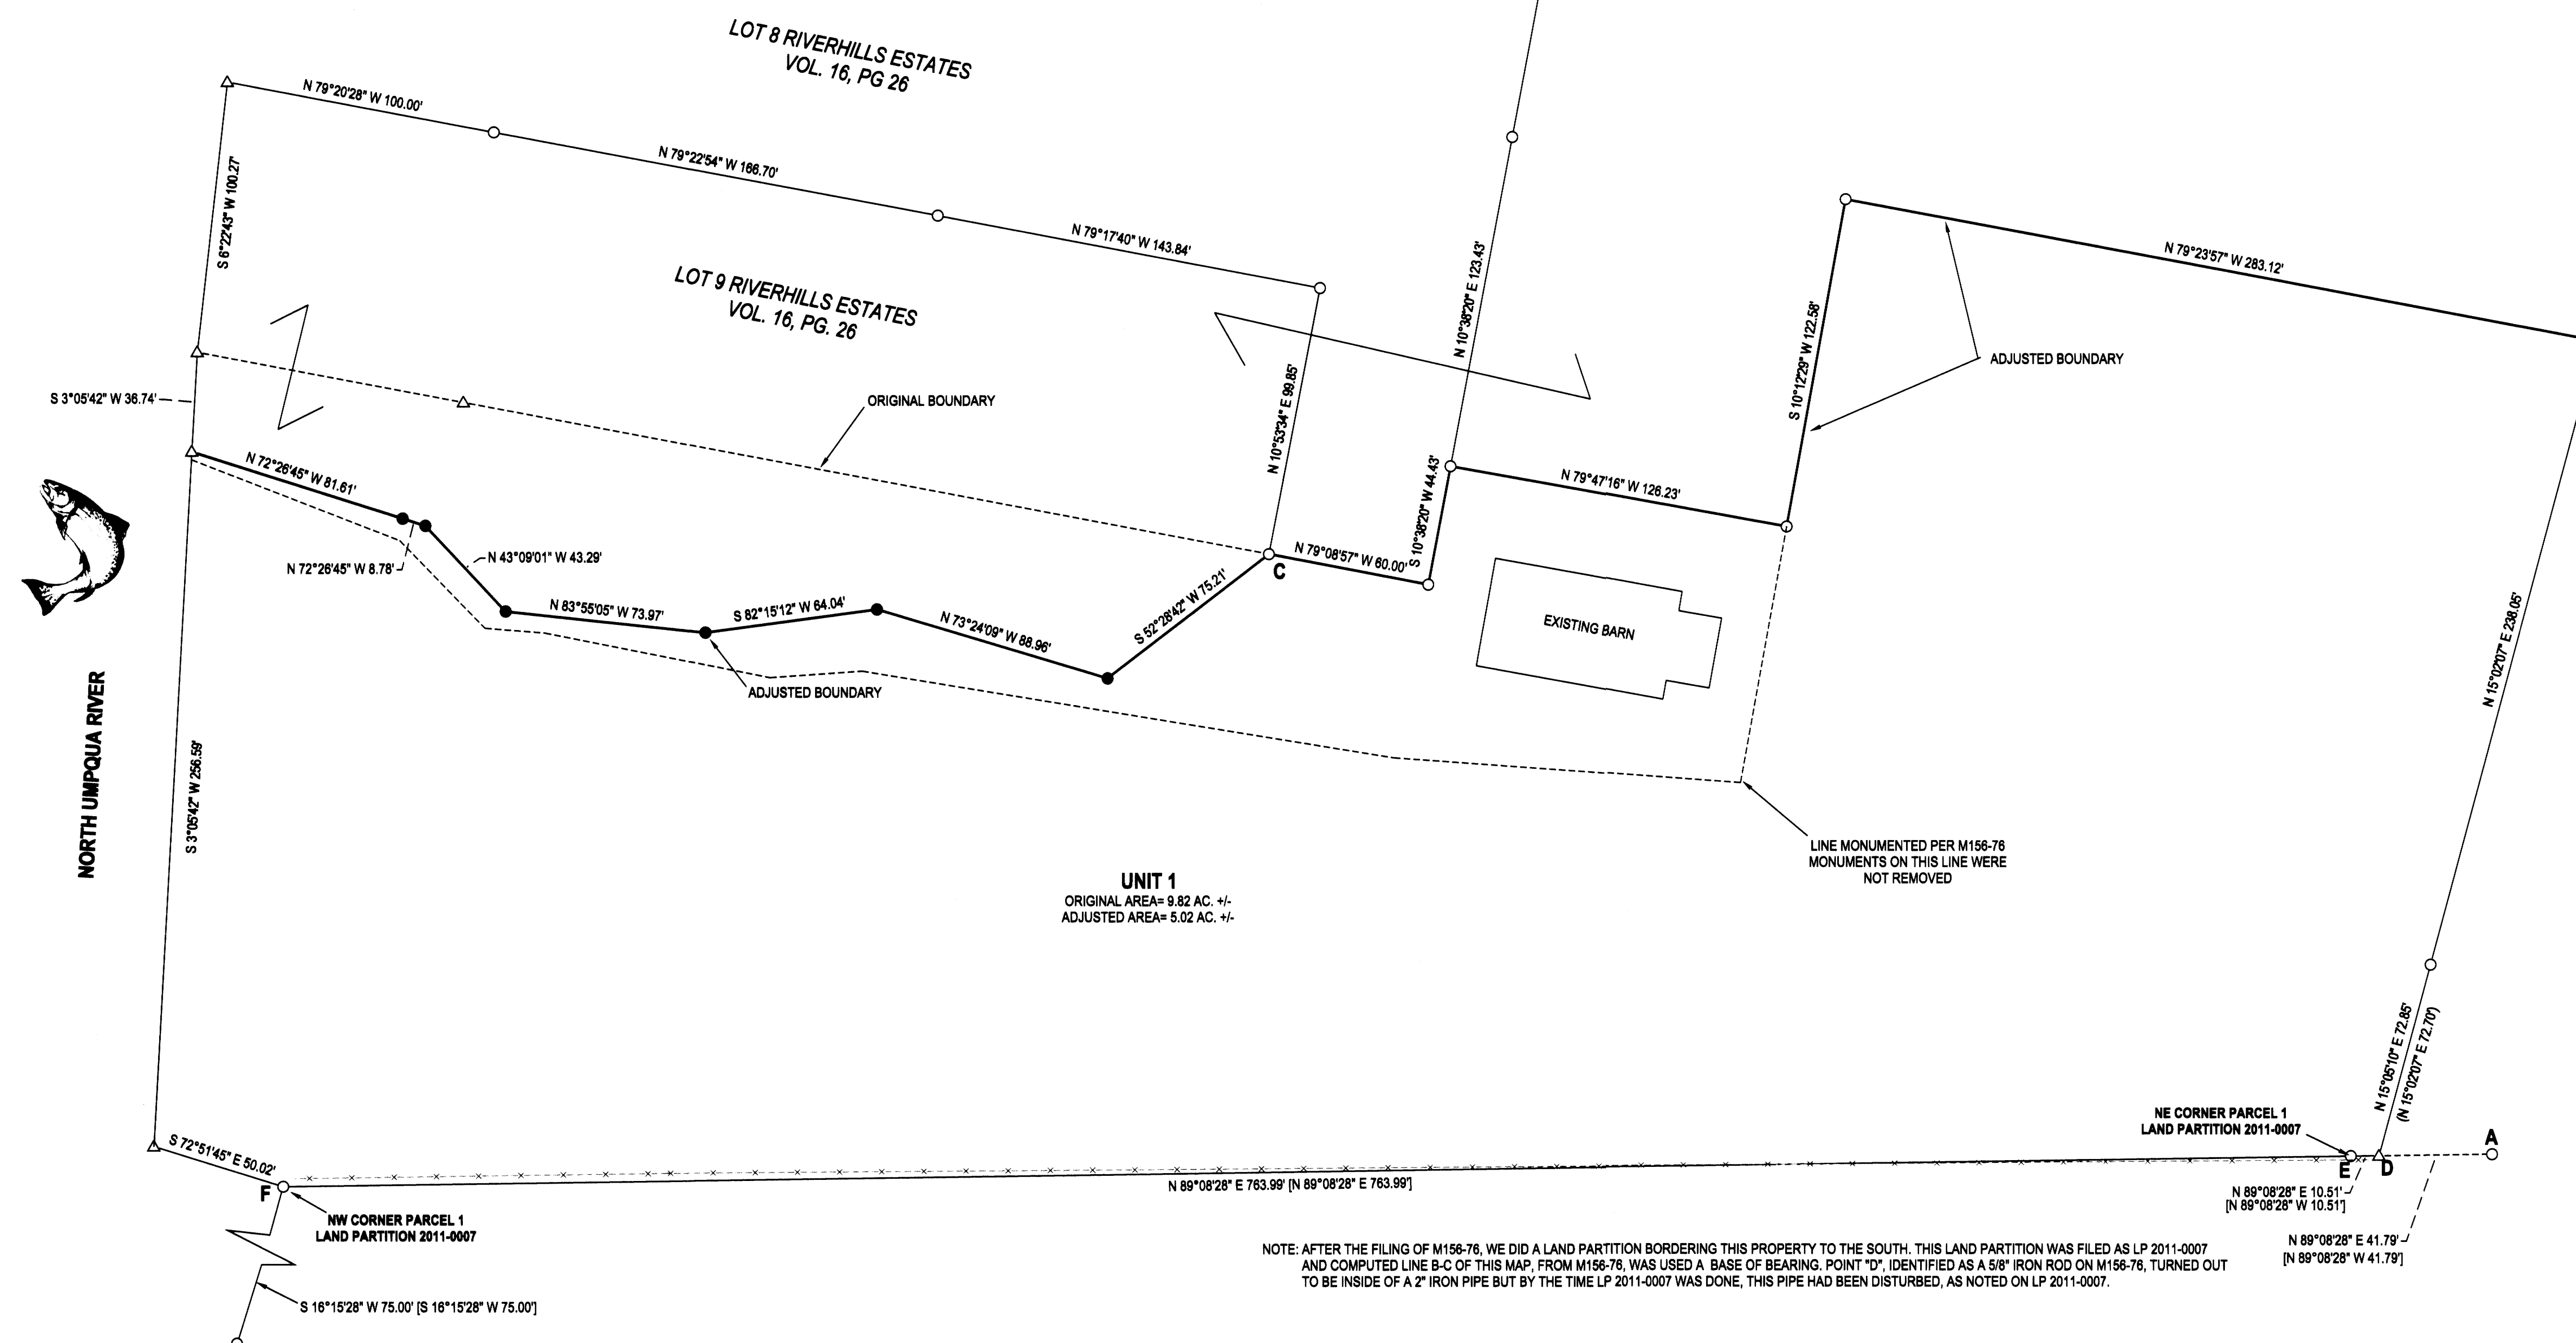 LOT 8 RIVERHILLS ESTATES
VOL. 16, PG 26
N 79°20'28" W 100.00'
N 79°22'54" W 166.70'
N 79°17'40" W 143.84'
S 6°22'43" W 100.27'
LOT 9 RIVERHILLS ESTATES
VOL. 16, PG. 26
N 10°38'20" E 123.43'
N 79°23'57" W 283.12'
S 10°12'29" W 122.58'
ADJUSTED BOUNDARY
S 3°05'42" W 36.74'
ORIGINAL BOUNDARY
N 10°53'34" E 99.85'
N 72°26'45" W 81.61'
N 72°26'45" W 8.78'
N 43°09'01" W 43.29'
N 83°55'05" W 73.97'
S 82°15'12" W 64.04'
N 73°24'09" W 88.96'
S 52°28'42" W 75.21'
C
N 79°08'57" W 60.00'
S 10°38'20" W 44.43'
N 79°47'16" W 126.23'
EXISTING BARN
ADJUSTED BOUNDARY
NORTH UMPQUA RIVER
S 3°05'42" W 256.59'
N 15°02'07" E 238.05'
LINE MONUMENTED PER M156-76
MONUMENTS ON THIS LINE WERE
NOT REMOVED
UNIT 1
ORIGINAL AREA= 9.82 AC. +/-
ADJUSTED AREA= 5.02 AC. +/-
N 15°05'10" E 72.85'
(N 15°02'07" E 72.70')
NE CORNER PARCEL 1
LAND PARTITION 2011-0007
A
E
D
S 72°51'45" E 50.02'
F
N 89°08'28" E 763.99' [N 89°08'28" E 763.99']
N 89°08'28" E 10.51'
[N 89°08'28" W 10.51']
NW CORNER PARCEL 1
LAND PARTITION 2011-0007
N 89°08'28" E 41.79'
[N 89°08'28" W 41.79']
NOTE: AFTER THE FILING OF M156-76, WE DID A LAND PARTITION BORDERING THIS PROPERTY TO THE SOUTH. THIS LAND PARTITION WAS FILED AS LP 2011-0007
AND COMPUTED LINE B-C OF THIS MAP, FROM M156-76, WAS USED A BASE OF BEARING. POINT "D", IDENTIFIED AS A 5/8" IRON ROD ON M156-76, TURNED OUT
TO BE INSIDE OF A 2" IRON PIPE BUT BY THE TIME LP 2011-0007 WAS DONE, THIS PIPE HAD BEEN DISTURBED, AS NOTED ON LP 2011-0007.
S 16°15'28" W 75.00' [S 16°15'28" W 75.00']